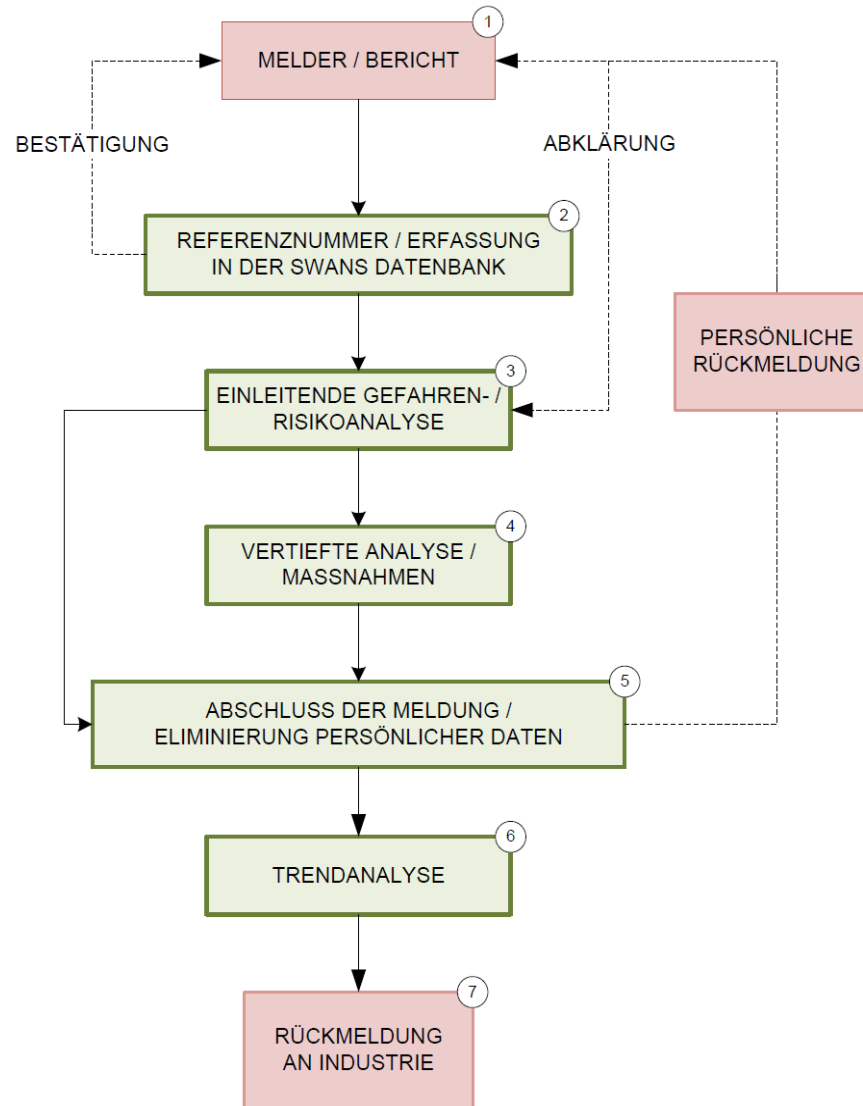 1
MELDER / BERICHT
BESTÄTIGUNG
ABKLÄRUNG
2
REFERENZNUMMER / ERFASSUNG
IN DER SWANS DATENBANK
PERSÖNLICHE
RÜCKMELDUNG
3
EINLEITENDE GEFAHREN- /
RISIKOANALYSE
4
VERTIEFTE ANALYSE /
MASSNAHMEN
5
ABSCHLUSS DER MELDUNG /
ELIMINIERUNG PERSÖNLICHER DATEN
6
TRENDANALYSE
7
RÜCKMELDUNG
AN INDUSTRIE